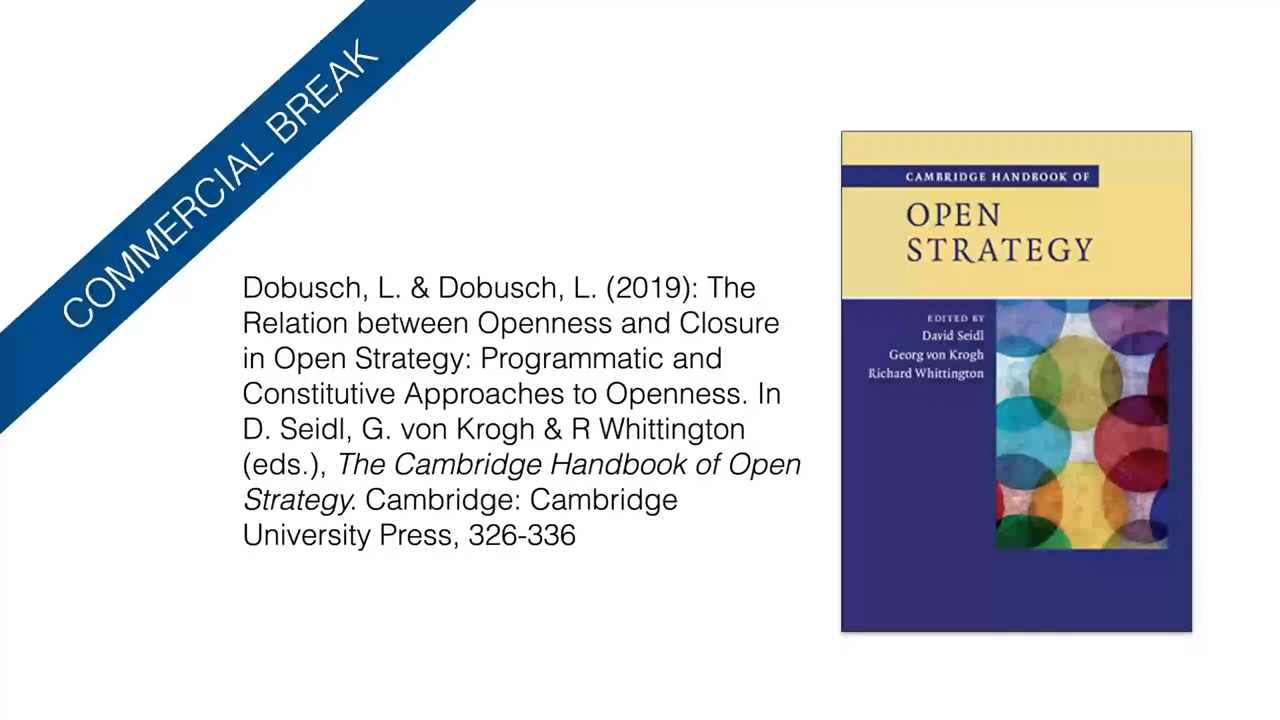 COMMERCIAL BREAK
Dobusch, L. & Dobusch, L. (2019): The
Relation between Openness and Closure
in Open Strategy: Programmatic and
Constitutive Approaches to Openness. In
D. Seidl, G. von Krogh & R Whittington
(eds.), The Cambridge Handbook of Open
Strategy. Cambridge: Cambridge
University Press, 326-336
CAMBRIDGE HANDBOOK OF
OPEN
STRATEGY
EDITED BY
David Seidl
Georg von Krogh
Richard Whittington